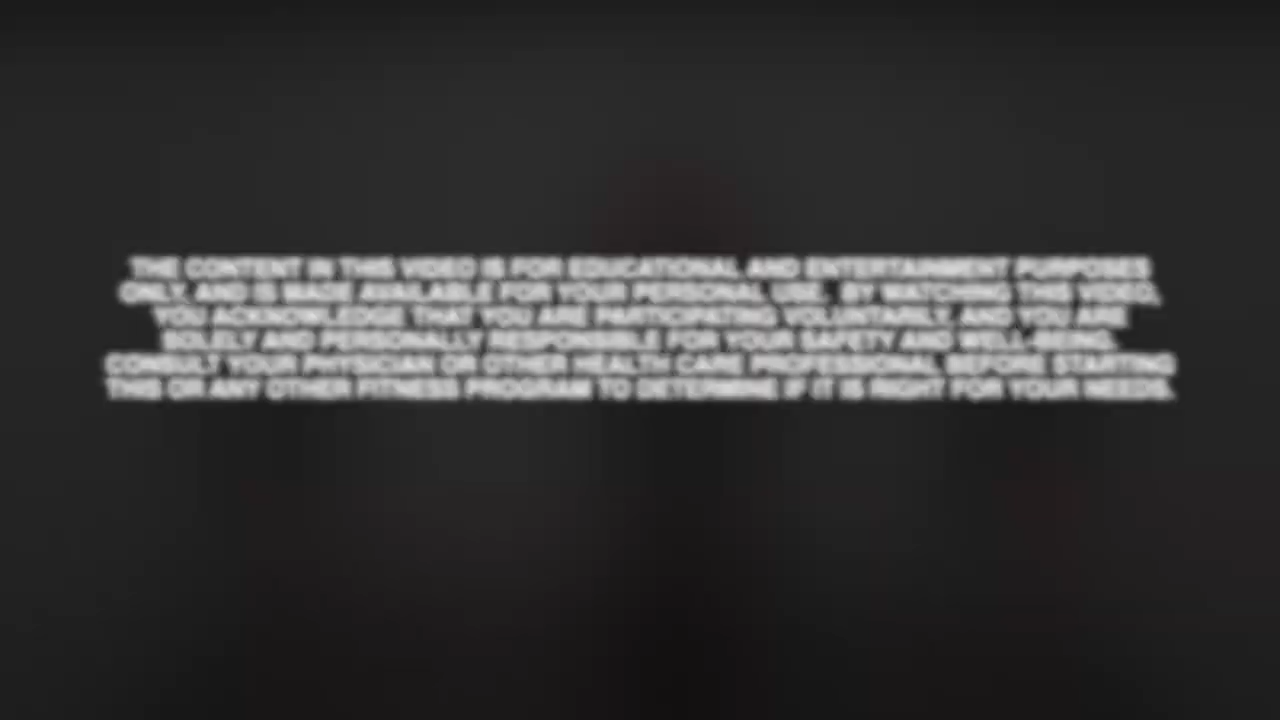 THE CONTENT IN THIS VIDEO IS FOR EDUCATIONAL AND ENTERTAINMENT PURPOSES
ONLY, AND IS MADE AVAILABLE FOR YOUR PERSONAL USE. BY WATCHING THIS VIDEO,
YOU ACKNOWLEDGE THAT YOU ARE PARTICIPATING VOLUNTARILY, AND YOU ARE
SOLELY AND PERSONALLY RESPONSIBLE FOR YOUR SAFETY AND WELL-BEING.
CONSULT YOUR PHYSICIAN OR OTHER HEALTH CARE PROFESSIONAL BEFORE STARTING
THIS OR ANY OTHER FITNESS PROGRAM TO DETERMINE IF IT IS RIGHT FOR YOUR NEEDS.